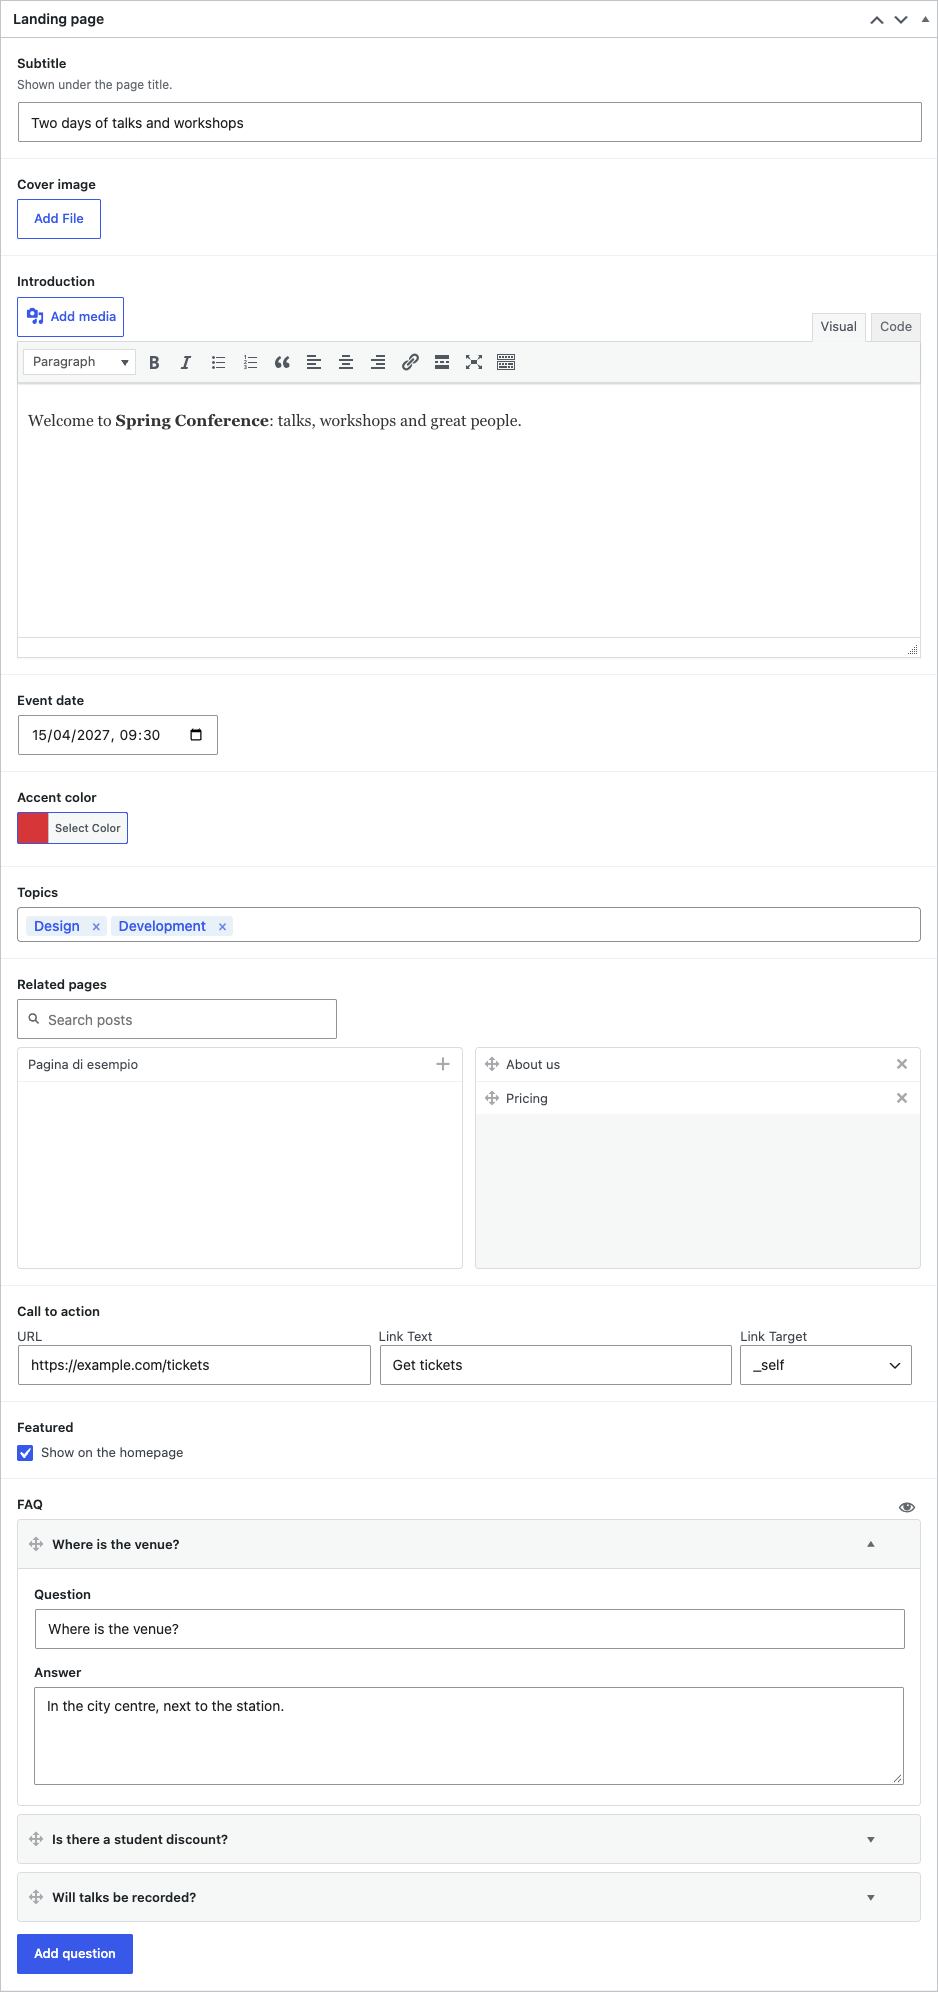 Landing page
Subtitle
Shown under the page title.
Two days of talks and workshops
Cover image
Add File
Introduction
Add media
Visual Code
Paragraph
Welcome to Spring Conference: talks, workshops and great people.
Event date
15/04/2027, 09:30
Accent color
Select Color
Topics
Design × Development ×
Related pages
Search posts
Pagina di esempio
About us
Pricing
Call to action
URL Link Text Link Target
https://example.com/tickets Get tickets _self
Featured
Show on the homepage
FAQ
Where is the venue?
Question
Where is the venue?
Answer
In the city centre, next to the station.
Is there a student discount?
Will talks be recorded?
Add question